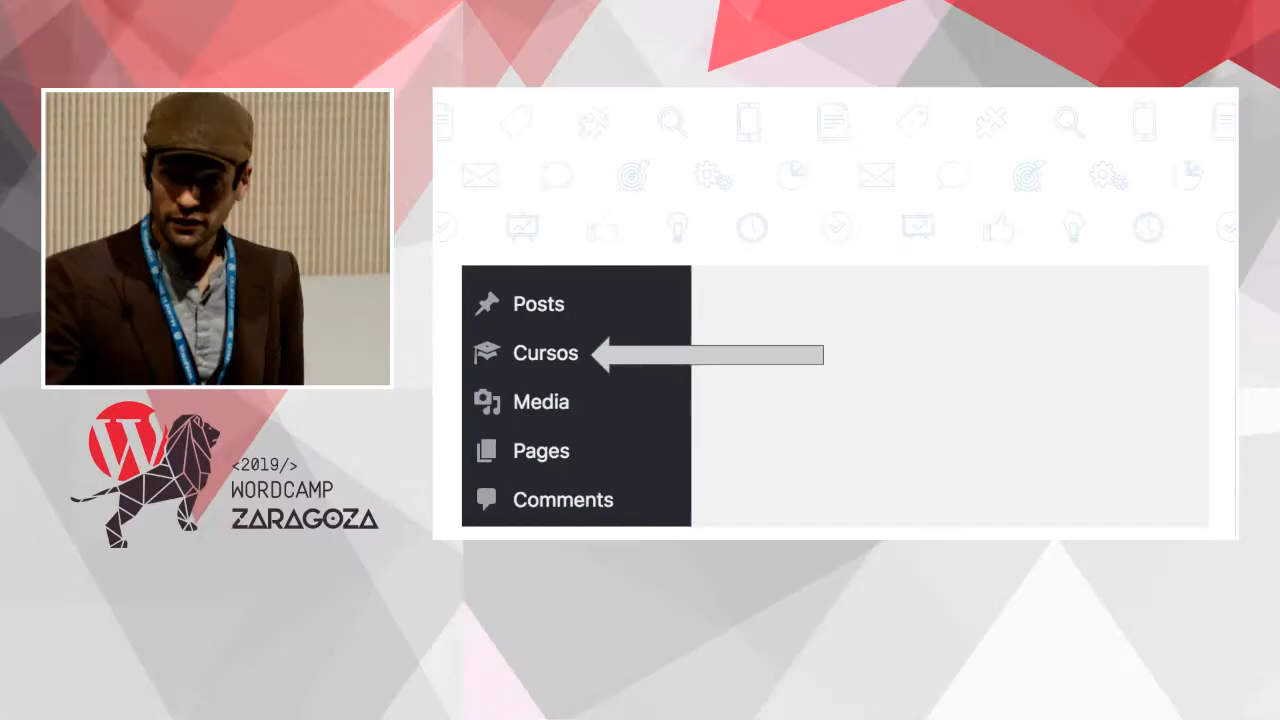 Posts
Cursos
Media
Pages
Comments
W
<2019/>
WORDCAMP
ZARAGOZA